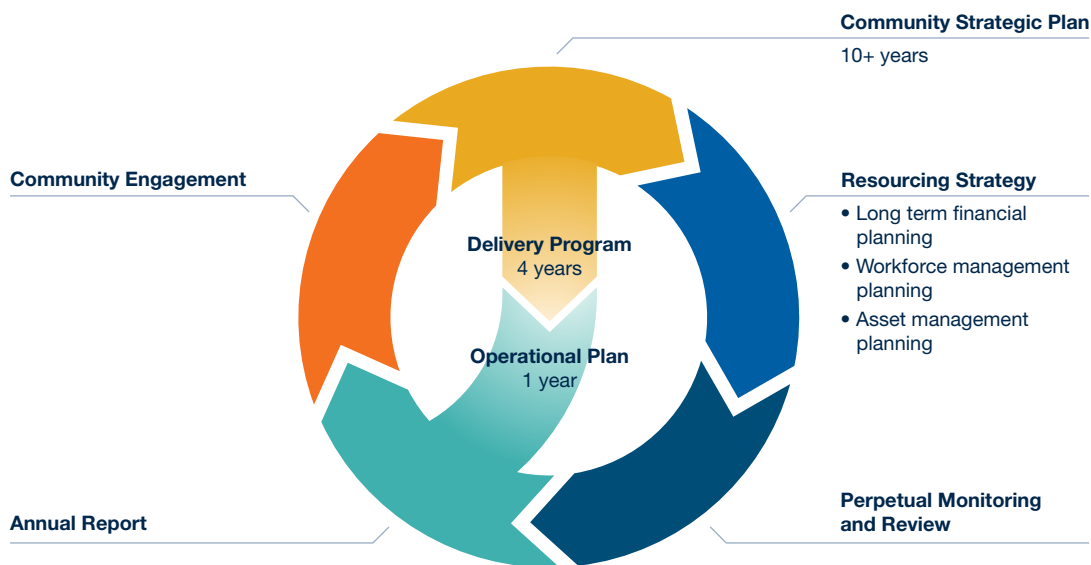 Community Strategic Plan
10+ years
Community Engagement
Resourcing Strategy
• Long term financial
planning
• Workforce management
planning
• Asset management
planning
Delivery Program
4 years
Operational Plan
1 year
Annual Report
Perpetual Monitoring
and Review